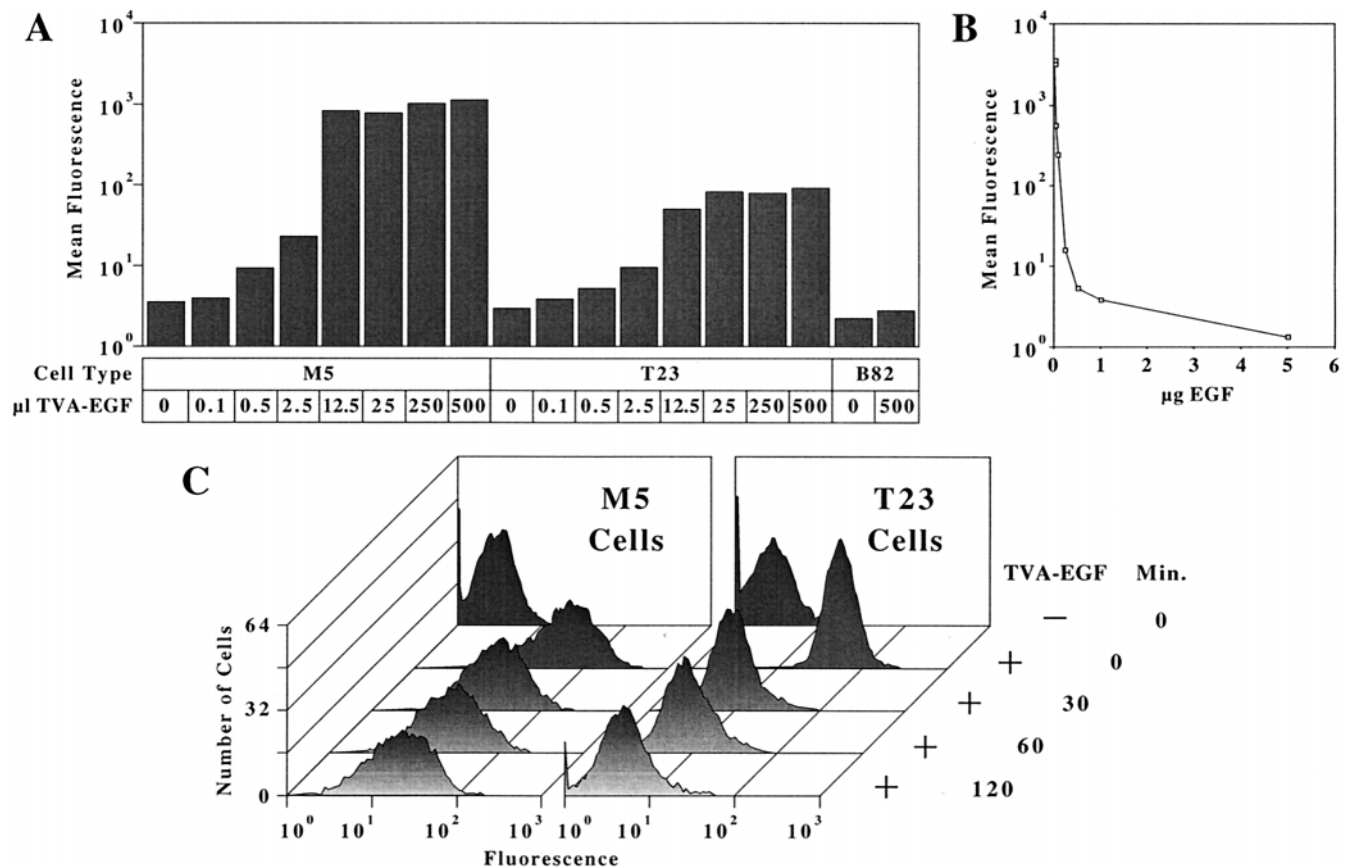 A
Mean Fluorescence
10^4
10^3
10^2
10^1
10^0
Cell Type M5 T23 B82
µl TVA-EGF 0 0.1 0.5 2.5 12.5 25 250 500 0 0.1 0.5 2.5 12.5 25 250 500 0 500
B
Mean Fluorescence
10^4
10^3
10^2
10^1
10^0
0 1 2 3 4 5 6
µg EGF
C
M5 Cells
T23 Cells
TVA-EGF Min.
− 0
+ 0
+ 30
+ 60
+ 120
Number of Cells
64
32
0
10^0 10^1 10^2 10^3 10^0 10^1 10^2 10^3
Fluorescence